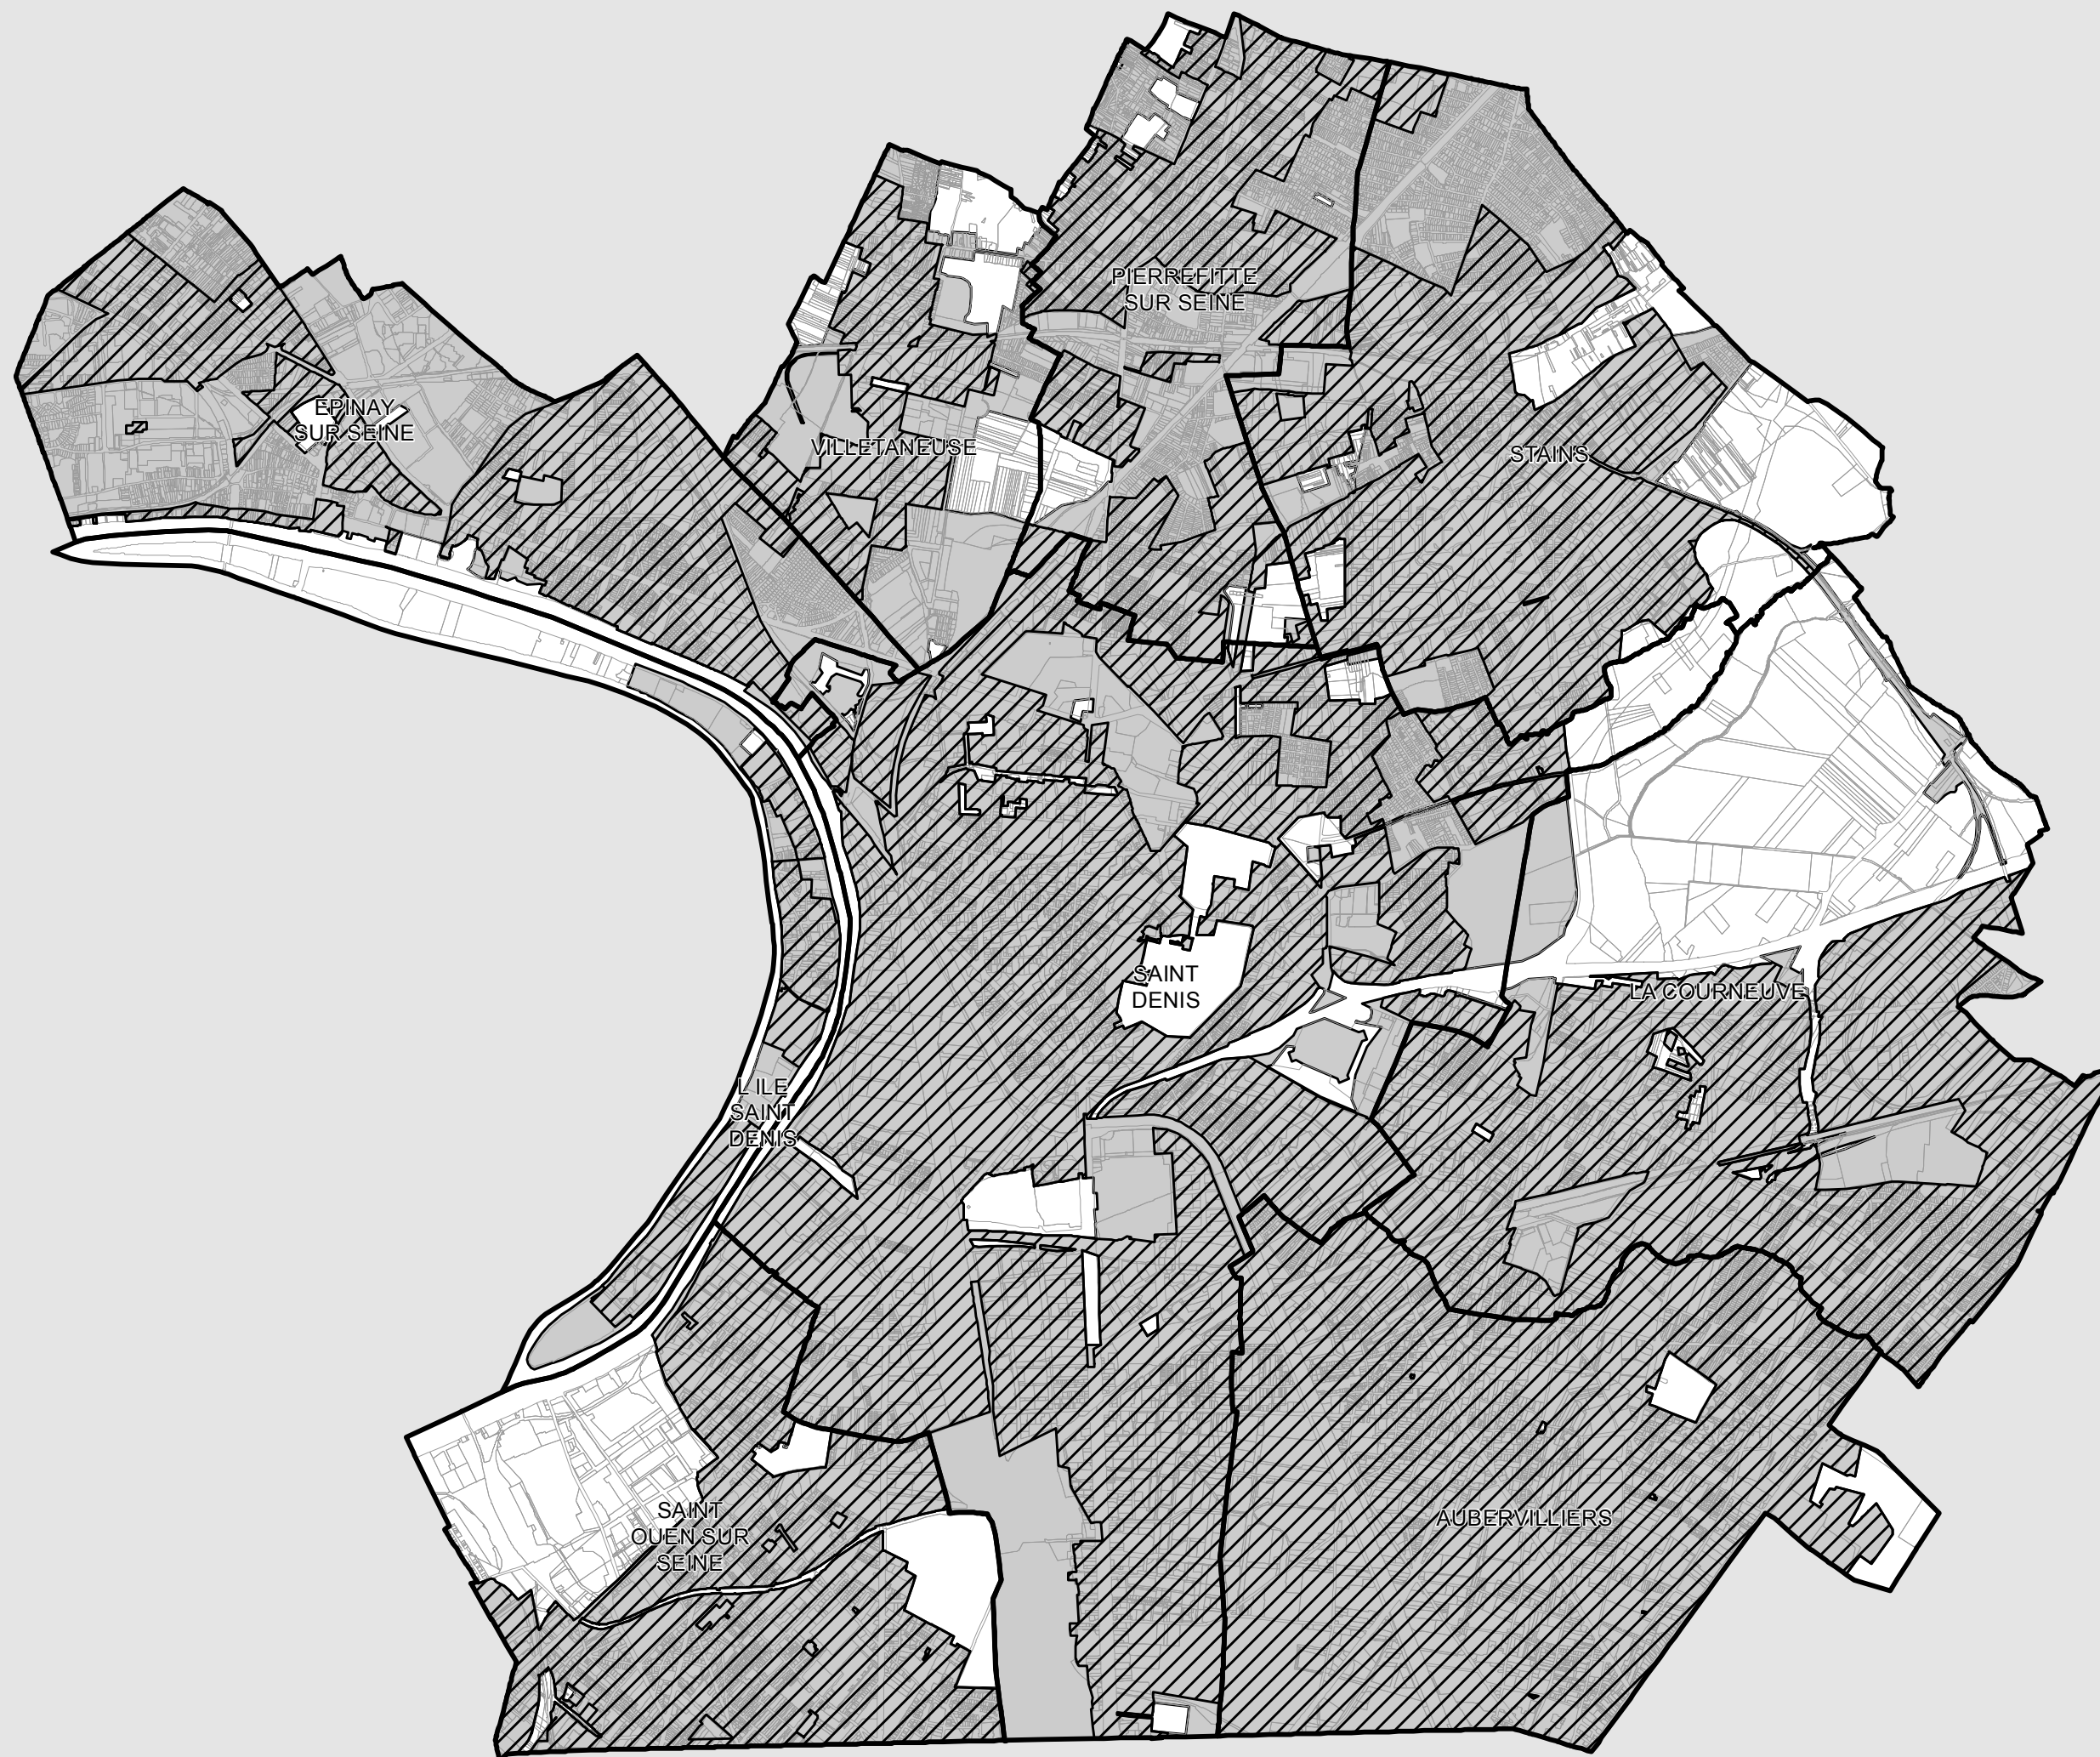 PIERREFITTE
SUR SEINE
EPINAY
SUR SEINE
VILLETANEUSE
STAINS
SAINT
DENIS
LA COURNEUVE
L ILE
SAINT
DENIS
SAINT
OUEN SUR
SEINE
AUBERVILLIERS